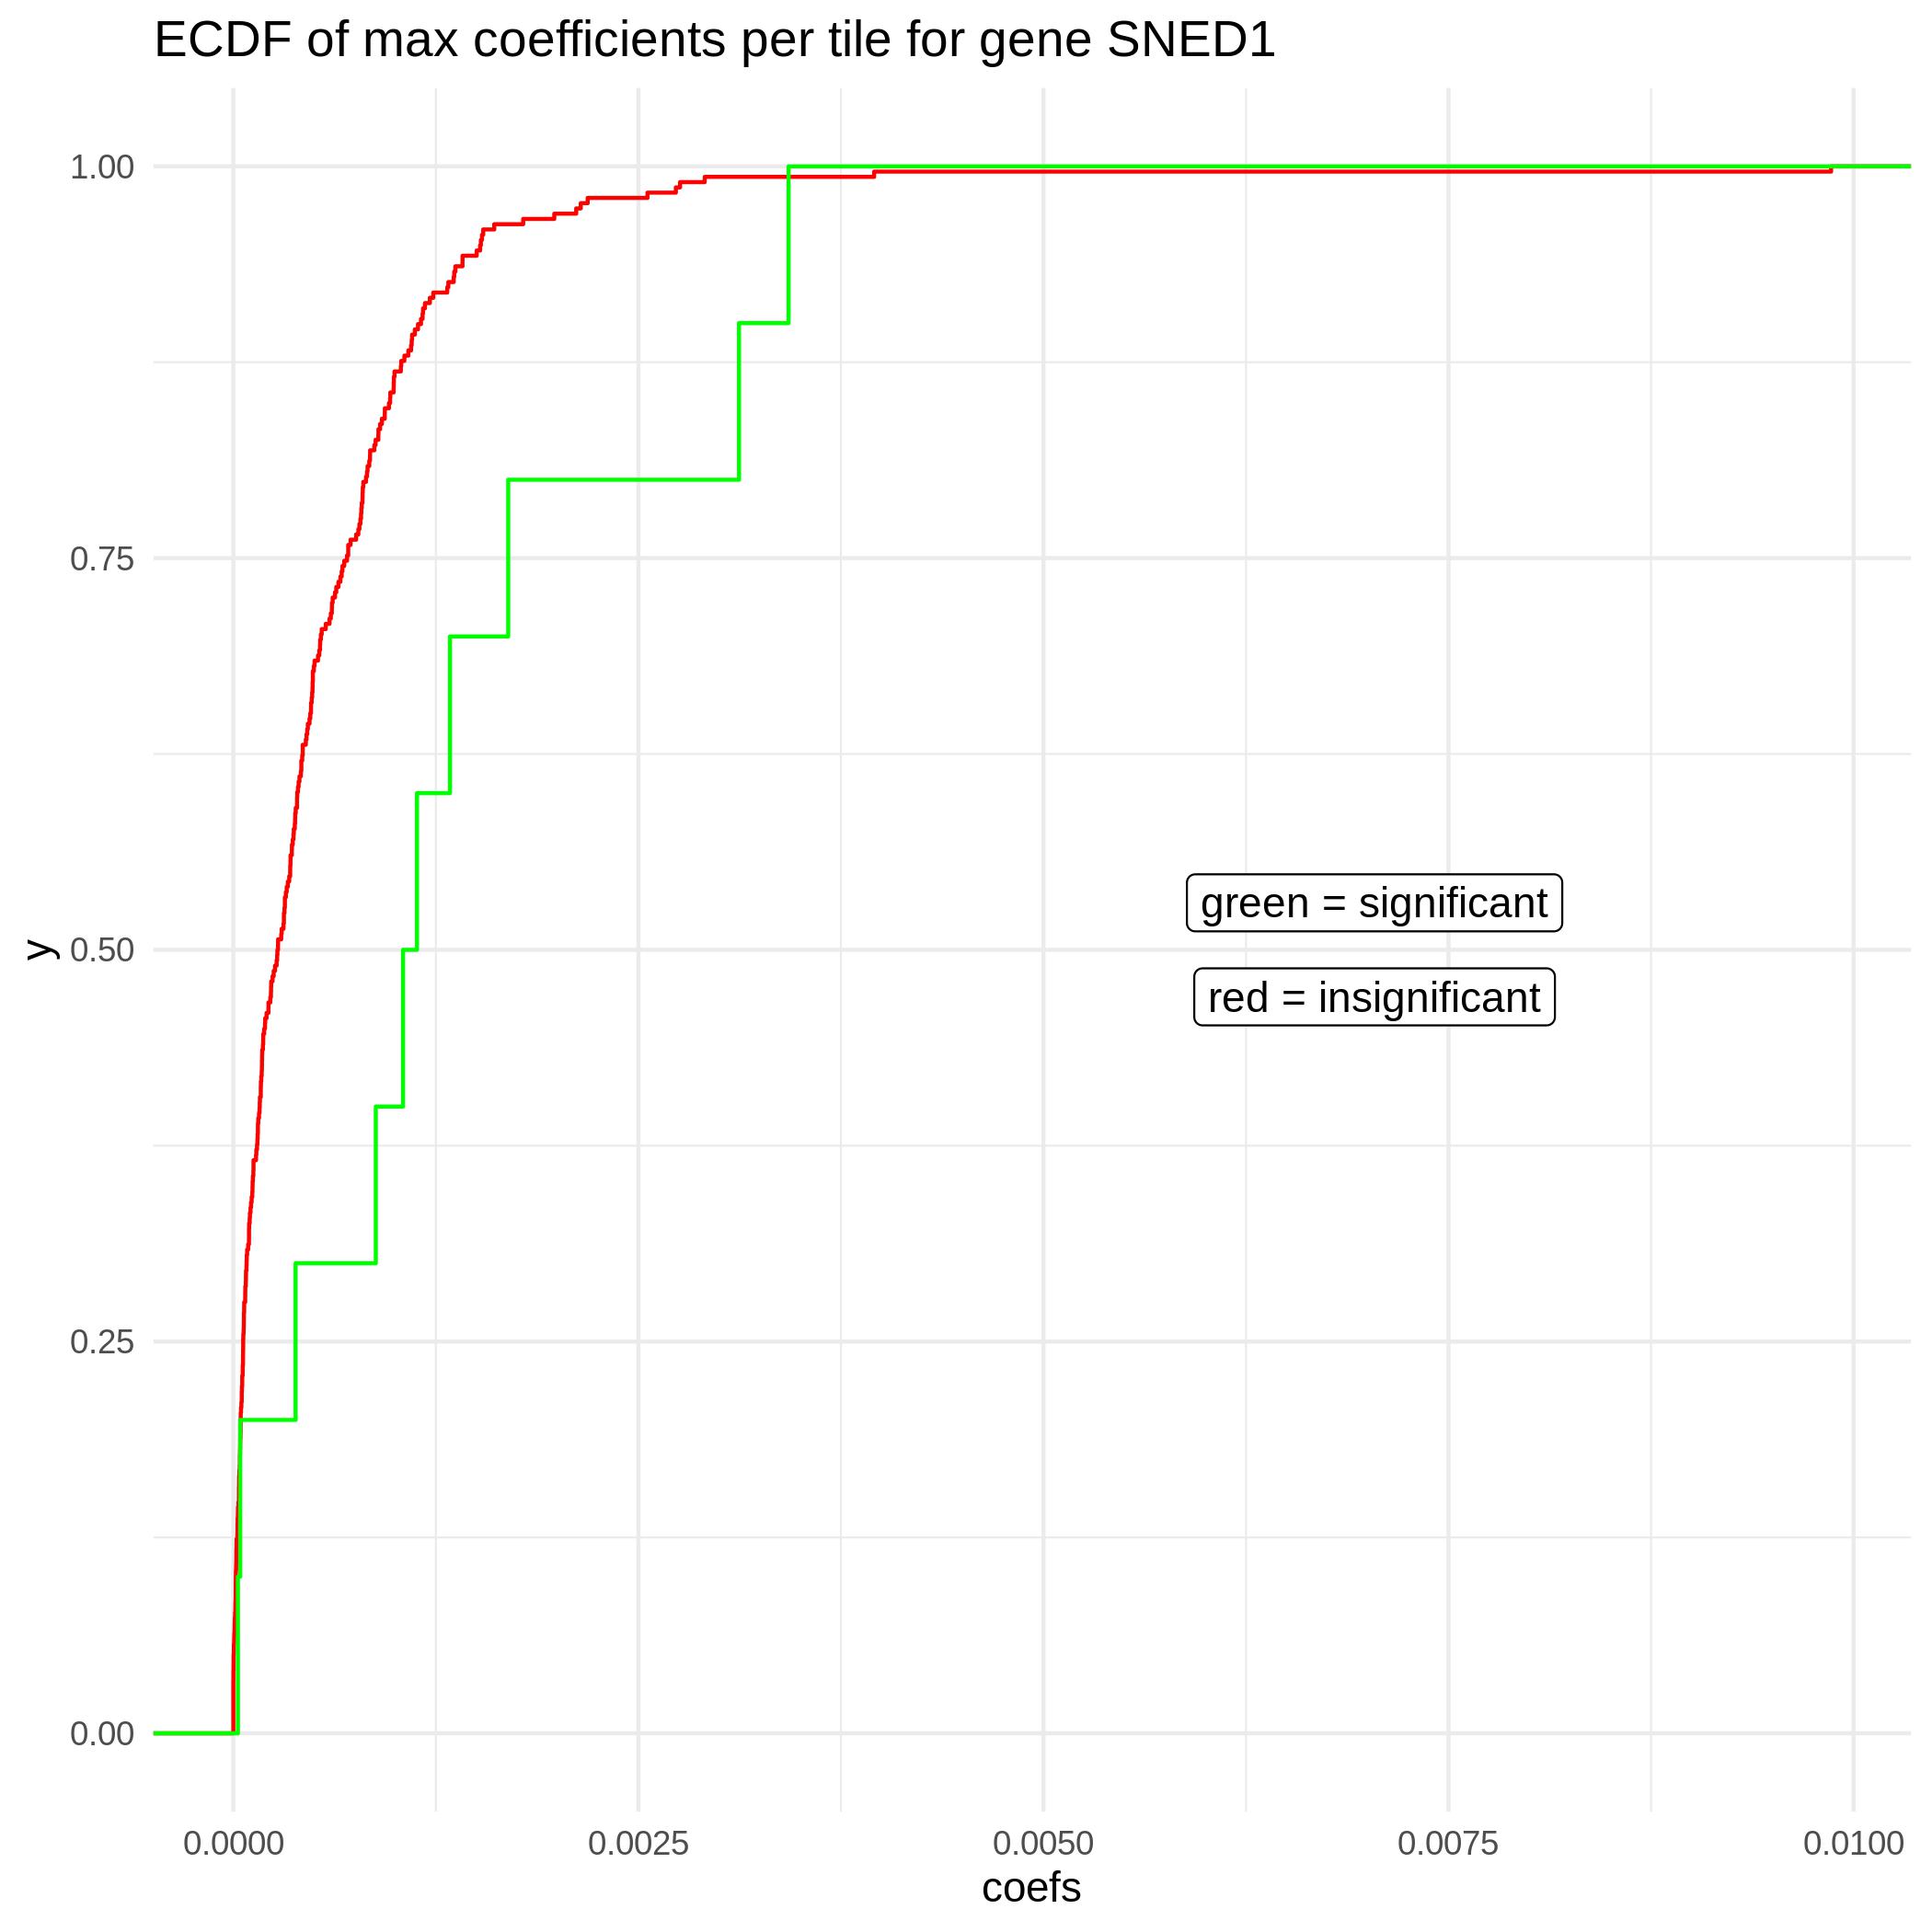 ECDF of max coefficients per tile for gene SNED1
1.00
0.75
0.50
0.25
0.00
y
green = significant
red = insignificant
0.0000 0.0025 0.0050 0.0075 0.0100
coefs